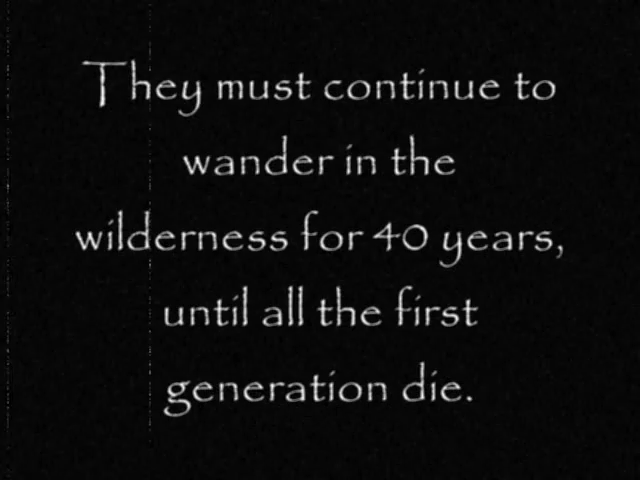 They must continue to
wander in the
wilderness for 40 years,
until all the first
generation die.